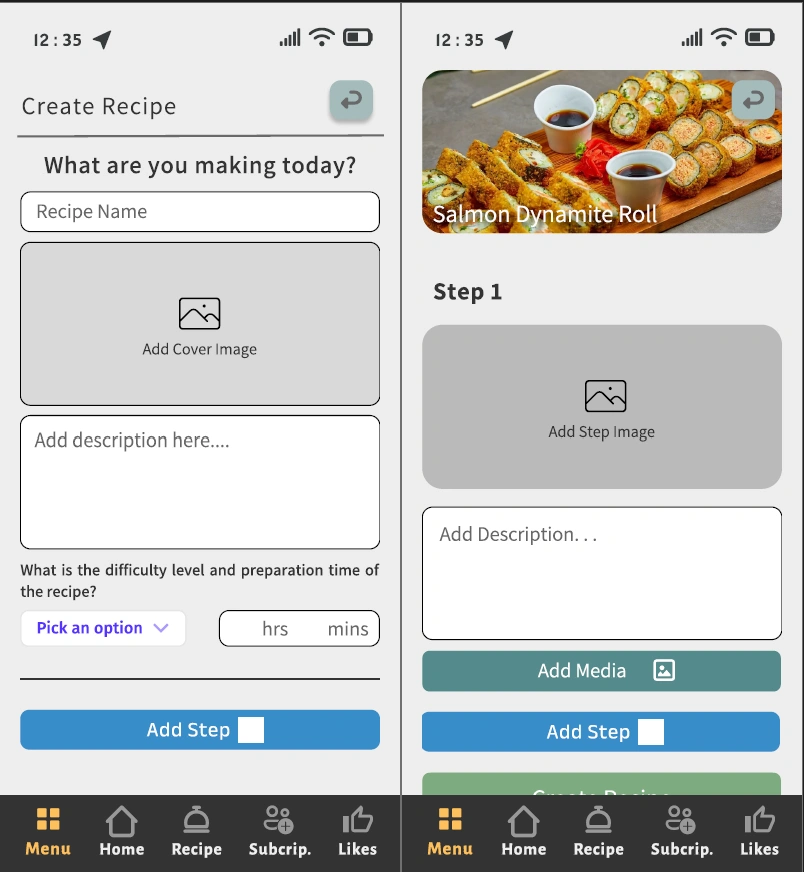 12:35
Create Recipe
What are you making today?
Recipe Name
Add Cover Image
Add description here....
What is the difficulty level and preparation time of
the recipe?
Pick an option
hrs mins
Add Step
Menu Home Recipe Subcrip. Likes
12:35
Salmon Dynamite Roll
Step 1
Add Step Image
Add Description. . .
Add Media
Add Step
Create Recipe
Menu Home Recipe Subcrip. Likes